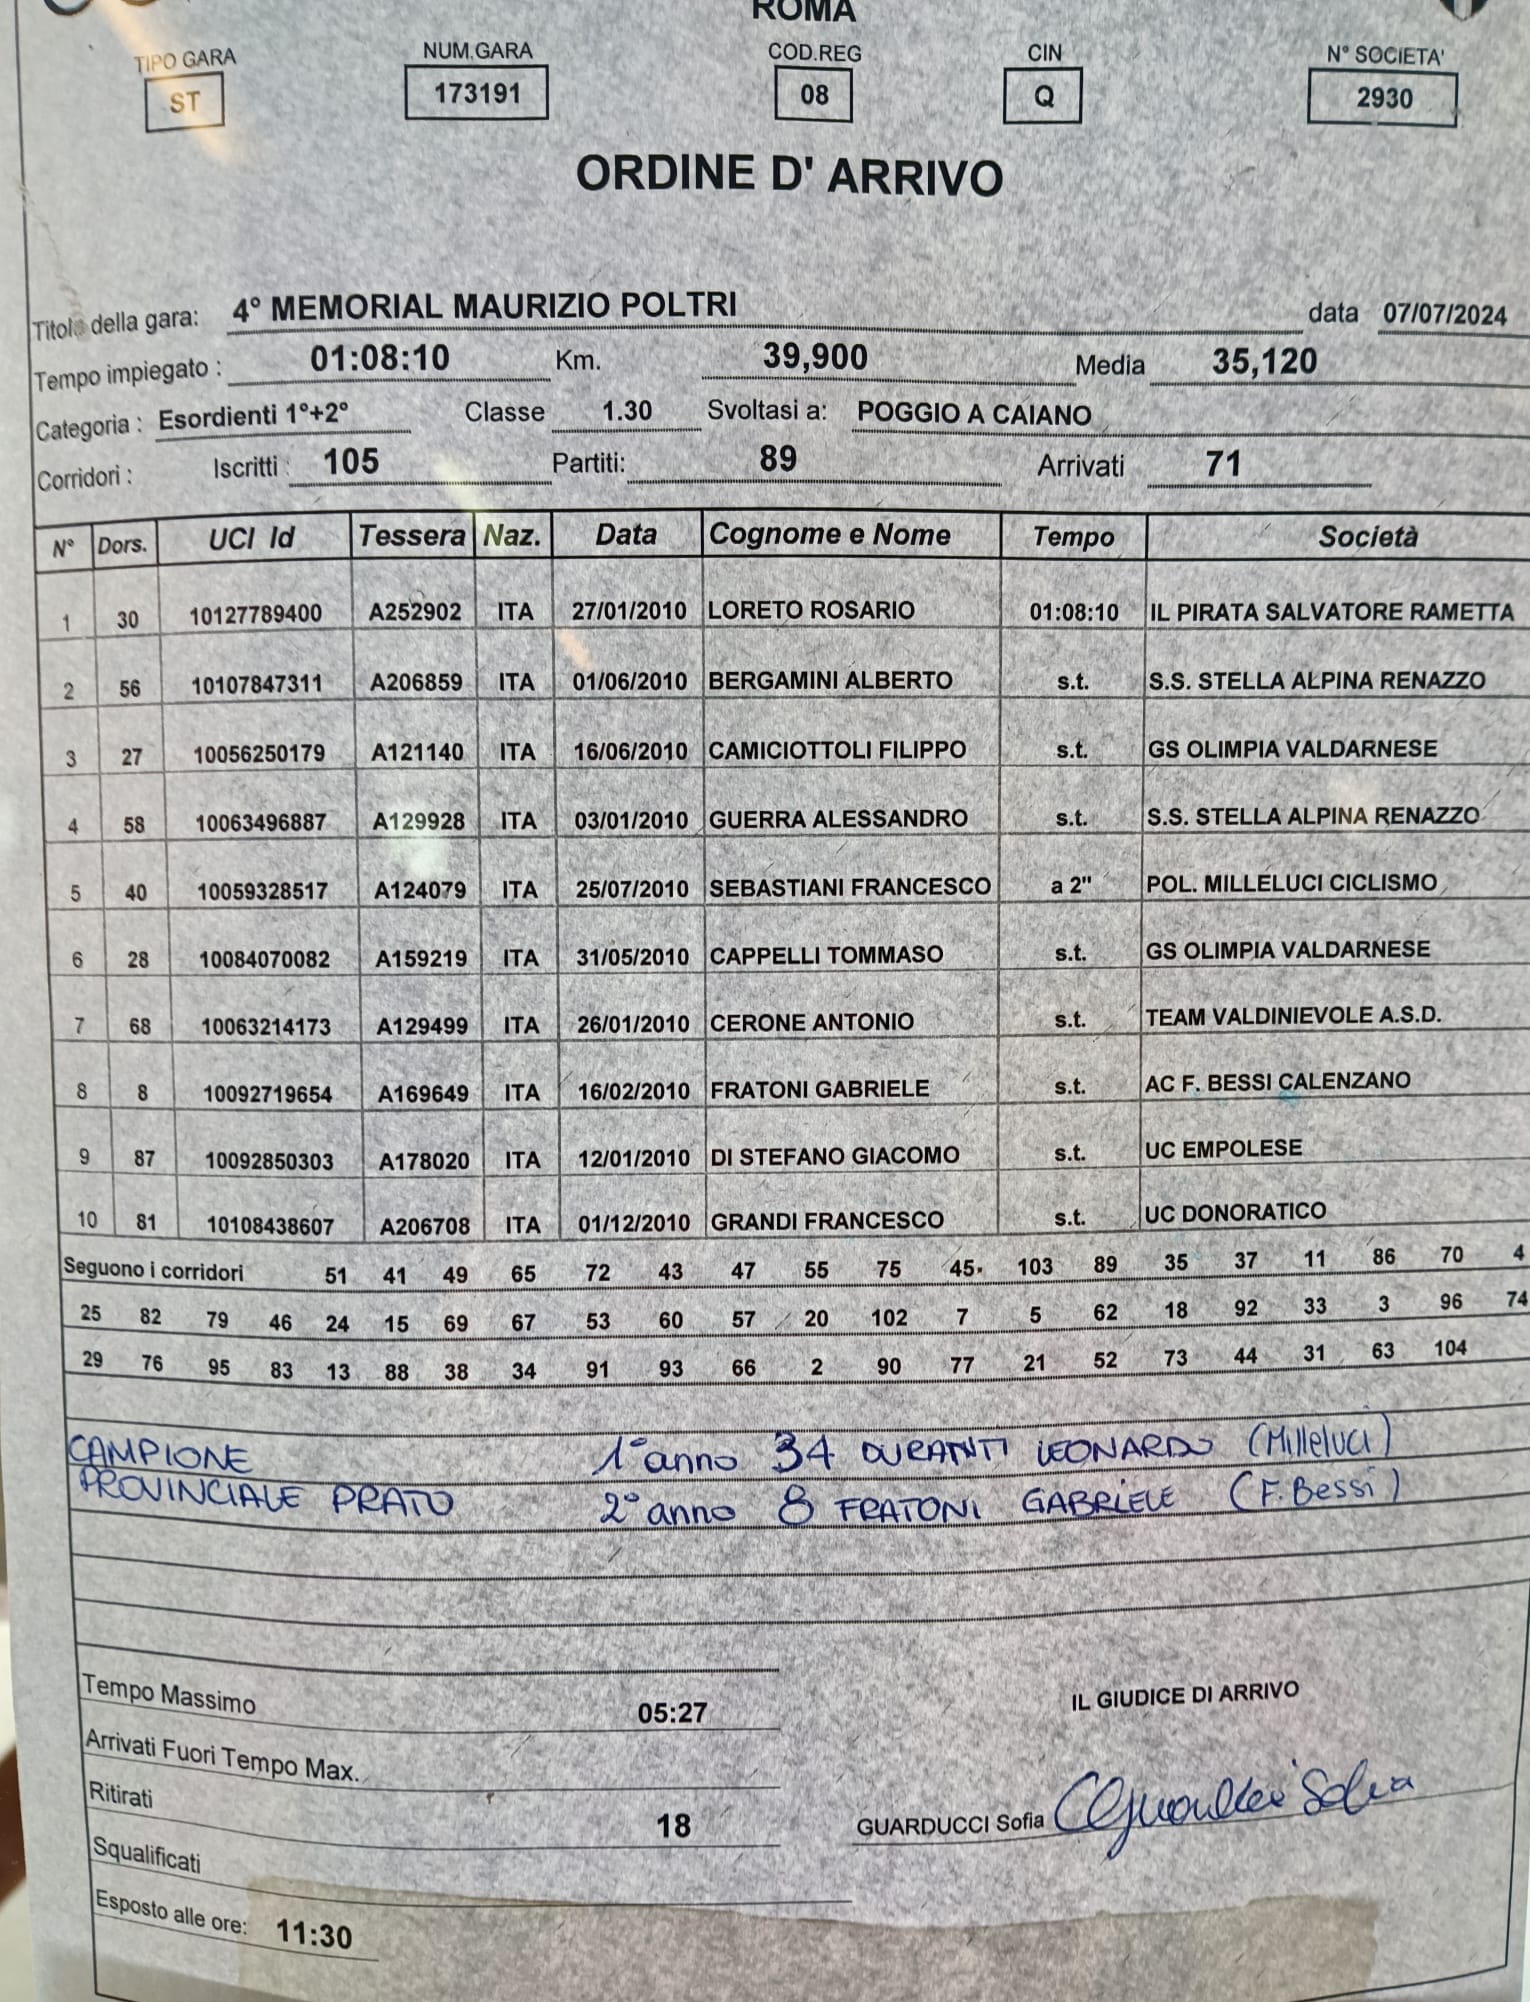 ROMA
TIPO GARA NUM.GARA COD.REG CIN N° SOCIETA'
ST 173191 08 Q 2930
ORDINE D' ARRIVO
Titolo della gara: 4° MEMORIAL MAURIZIO POLTRI data 07/07/2024
Tempo impiegato : 01:08:10 Km. 39,900 Media 35,120
Categoria : Esordienti 1°+2° Classe 1.30 Svoltasi a: POGGIO A CAIANO
Corridori : Iscritti : 105 Partiti: 89 Arrivati 71
N° Dors. UCI Id Tessera Naz. Data Cognome e Nome Tempo Società
1 30 10127789400 A252902 ITA 27/01/2010 LORETO ROSARIO 01:08:10 IL PIRATA SALVATORE RAMETTA
2 56 10107847311 A206859 ITA 01/06/2010 BERGAMINI ALBERTO s.t. S.S. STELLA ALPINA RENAZZO
3 27 10056250179 A121140 ITA 16/06/2010 CAMICIOTTOLI FILIPPO s.t. GS OLIMPIA VALDARNESE
4 58 10063496887 A129928 ITA 03/01/2010 GUERRA ALESSANDRO s.t. S.S. STELLA ALPINA RENAZZO
5 40 10059328517 A124079 ITA 25/07/2010 SEBASTIANI FRANCESCO a 2" POL. MILLELUCI CICLISMO
6 28 10084070082 A159219 ITA 31/05/2010 CAPPELLI TOMMASO s.t. GS OLIMPIA VALDARNESE
7 68 10063214173 A129499 ITA 26/01/2010 CERONE ANTONIO s.t. TEAM VALDINIEVOLE A.S.D.
8 8 10092719654 A169649 ITA 16/02/2010 FRATONI GABRIELE s.t. AC F. BESSI CALENZANO
9 87 10092850303 A178020 ITA 12/01/2010 DI STEFANO GIACOMO s.t. UC EMPOLESE
10 81 10108438607 A206708 ITA 01/12/2010 GRANDI FRANCESCO s.t. UC DONORATICO
Seguono i corridori 51 41 49 65 72 43 47 55 75 45 103 89 35 37 11 86 70 4
25 82 79 46 24 15 69 67 53 60 57 20 102 7 5 62 18 92 33 3 96 74
29 76 95 83 13 88 38 34 91 93 66 2 90 77 21 52 73 44 31 63 104
CAMPIONE 1° anno 34 DURANTI LEONARDO (Milleluci)
PROVINCIALE PRATO 2° anno 8 FRATONI GABRIELE (F. Bessi)
Tempo Massimo 05:27 IL GIUDICE DI ARRIVO
Arrivati Fuori Tempo Max.
Ritirati 18 GUARDUCCI Sofia Guarducci Sofia
Squalificati
Esposto alle ore: 11:30